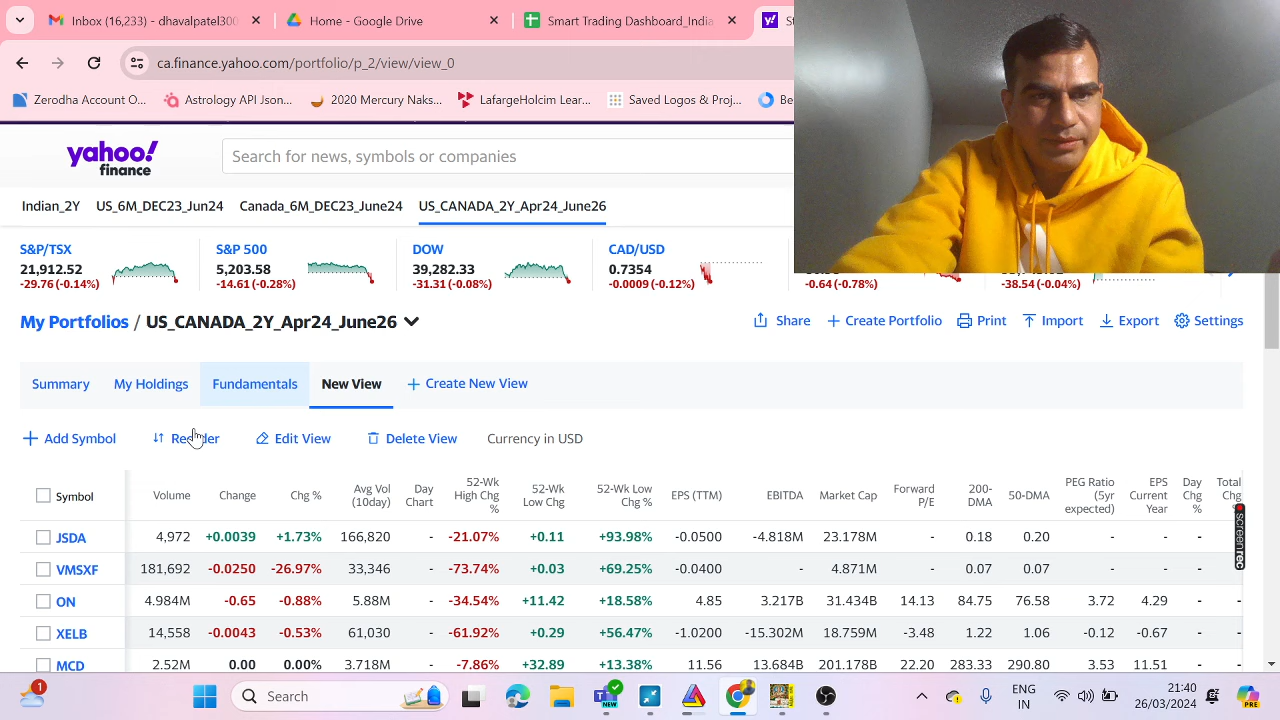 Inbox (1) - manish
Home - Google Drive
Stock Trading Dashboard_India
ca.finance.yahoo.com/portfolio/p_2/view/view_0
Zerodha Account O...
Astrology API - rost...
2020 Mercury Naks...
LafargeHolcim Lear...
Saved Logos & Proj...
yahoo!
finance
Search for news, symbols or companies
Indian_2Y
US_6M_DEC23_Jun24
Canada_6M_DEC23_June24
US_CANADA_2Y_Apr24_June26
S&P/TSX
S&P 500
DOW
CAD/USD
21,912.52
5,203.58
39,282.33
0.7354
-29.76 (-0.14%)
-14.61 (-0.28%)
-31.31 (-0.08%)
-0.0009 (-0.12%)
-0.64 (-0.78%)
-38.54 (-0.04%)
My Portfolios / US_CANADA_2Y_Apr24_June26
Share
Create Portfolio
Print
Import
Export
Settings
Summary
My Holdings
Fundamentals
New View
Create New View
Add Symbol
Reorder
Edit View
Delete View
Currency in USD
Symbol Volume Change Chg % Avg Vol (10day) Day Chart 52-Wk High Chg % 52-Wk Low Chg 52-Wk Low Chg % EPS (TTM) EBITDA Market Cap Forward P/E 200-DMA 50-DMA PEG Ratio (5yr expected) EPS Current Year Day Chg % Total Chg %
JSDA 4,972 +0.0039 +1.73% 166,820 - -21.07% +0.11 +93.98% -0.0500 -4.818M 23.178M - 0.18 0.20 - - - -
VMSXF 181,692 -0.0250 -26.97% 33,346 - -73.74% +0.03 +69.25% -0.0400 - 4.871M - 0.07 0.07 - - - -
ON 4.984M -0.65 -0.88% 5.88M - -34.54% +11.42 +18.58% 4.85 3.217B 31.434B 14.13 84.75 76.58 3.72 4.29 - -
XELB 14,558 -0.0043 -0.53% 61,030 - -61.92% +0.29 +56.47% -1.0200 -15.302M 18.759M -3.48 1.22 1.06 -0.12 -0.67 - -
MCD 2.52M 0.00 0.00% 3.718M - -7.86% +32.89 +13.38% 11.56 13.684B 201.178B 22.20 283.33 290.80 3.53 11.51 - -
screenrec
1
Search
NEW
ENG
IN
21:40
26/03/2024
PRE